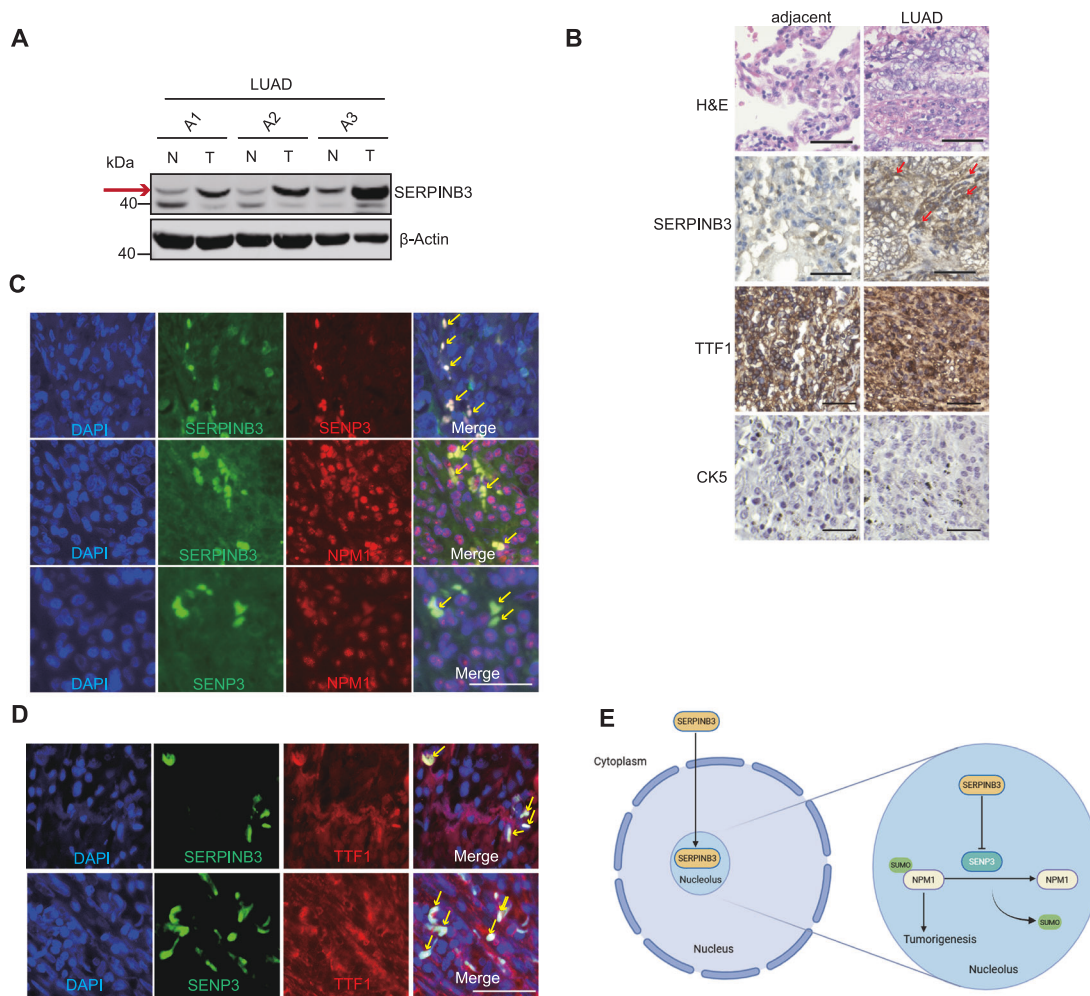 A
LUAD
A1 A2 A3
N T N T N T
kDa
SERPINB3
40
β-Actin
40
B
adjacent LUAD
H&E
SERPINB3
TTF1
CK5
C
DAPI SERPINB3 SENP3 Merge
DAPI SERPINB3 NPM1 Merge
DAPI SENP3 NPM1 Merge
D
DAPI SERPINB3 TTF1 Merge
DAPI SENP3 TTF1 Merge
E
SERPINB3
Cytoplasm
SERPINB3
Nucleolus
Nucleus
SERPINB3
SENP3
SUMO
NPM1 NPM1
SUMO
Tumorigenesis
Nucleolus